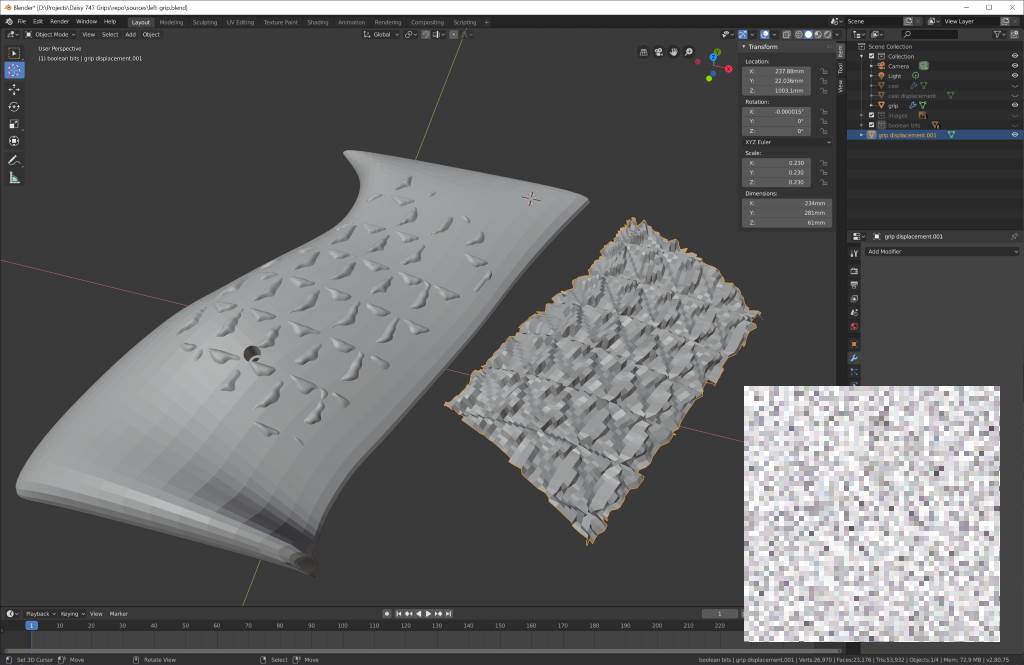 Blender* [D:\Projects\Daisy 747 Grips\repo\sources\left-grip.blend]
File Edit Render Window Help Layout Modeling Sculpting UV Editing Texture Paint Shading Animation Rendering Compositing Scripting + Scene View Layer
Object Mode View Select Add Object Global
User Perspective
(1) boolean bits | grip displacement.001
Transform
Location:
X: 237.88mm
Y: 22.036mm
Z: 1003.1mm
Rotation:
X: -0.000015°
Y: 0°
Z: 0°
XYZ Euler
Scale:
X: 0.230
Y: 0.230
Z: 0.230
Dimensions:
X: 234mm
Y: 281mm
Z: 61mm
Item
Tool
View
Scene Collection
Collection
Camera
Light
cast
cast displacement
grip
images
boolean bits
grip displacement.001
grip displacement.001
Add Modifier
Playback Keying View Marker 1
1 10 20 30 40 50 60 70 80 90 100 110 120 130 140 150 160 170 180 190 200 210 220
Set 3D Cursor Move Rotate View Select Move boolean bits | grip displacement.001 | Verts:26,970 | Faces:23,176 | Tris:53,932 | Objects:1/4 | Mem: 72.9 MB | v2.80.75